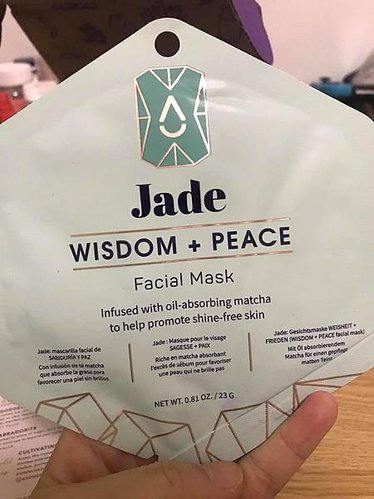 Jade
WISDOM + PEACE
Facial Mask
Infused with oil-absorbing matcha
to help promote shine-free skin
Jade: mascarilla facial de
SABIDURÍA Y PAZ
Con infusión de té matcha
que absorbe la grasa para
favorecer una piel sin brillos
Jade : Masque pour le visage
SAGESSE + PAIX
Riche en matcha absorbant
l'excès de sébum pour favoriser
une peau qui ne brille pas
Jade: Gesichtsmaske WEISHEIT +
FRIEDEN (WISDOM + PEACE facial mask)
Mit Öl absorbierendem
Matcha für einen gepfleg
matten Teint
NET WT. 0.81 OZ. / 23 G
CULTIVATING